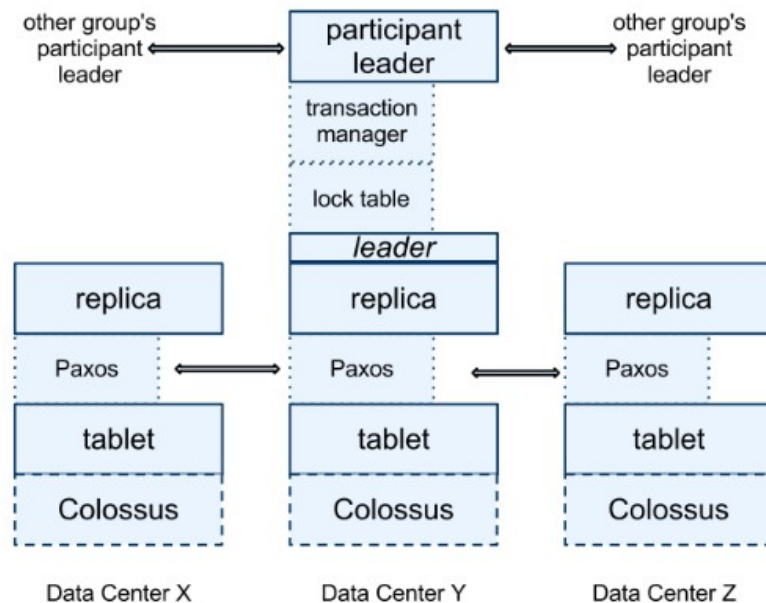 other group's
participant
leader
participant
leader
other group's
participant
leader
transaction
manager
lock table
leader
replica
replica
replica
Paxos
Paxos
Paxos
tablet
tablet
tablet
Colossus
Colossus
Colossus
Data Center X
Data Center Y
Data Center Z